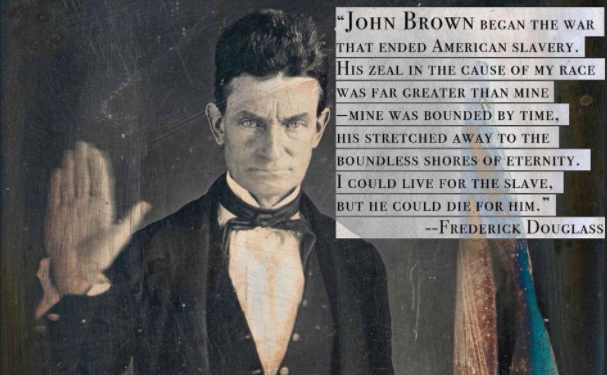 “John Brown began the war
that ended American slavery.
His zeal in the cause of my race
was far greater than mine
—mine was bounded by time,
his stretched away to the
boundless shores of eternity.
I could live for the slave,
but he could die for him.”
--Frederick Douglass